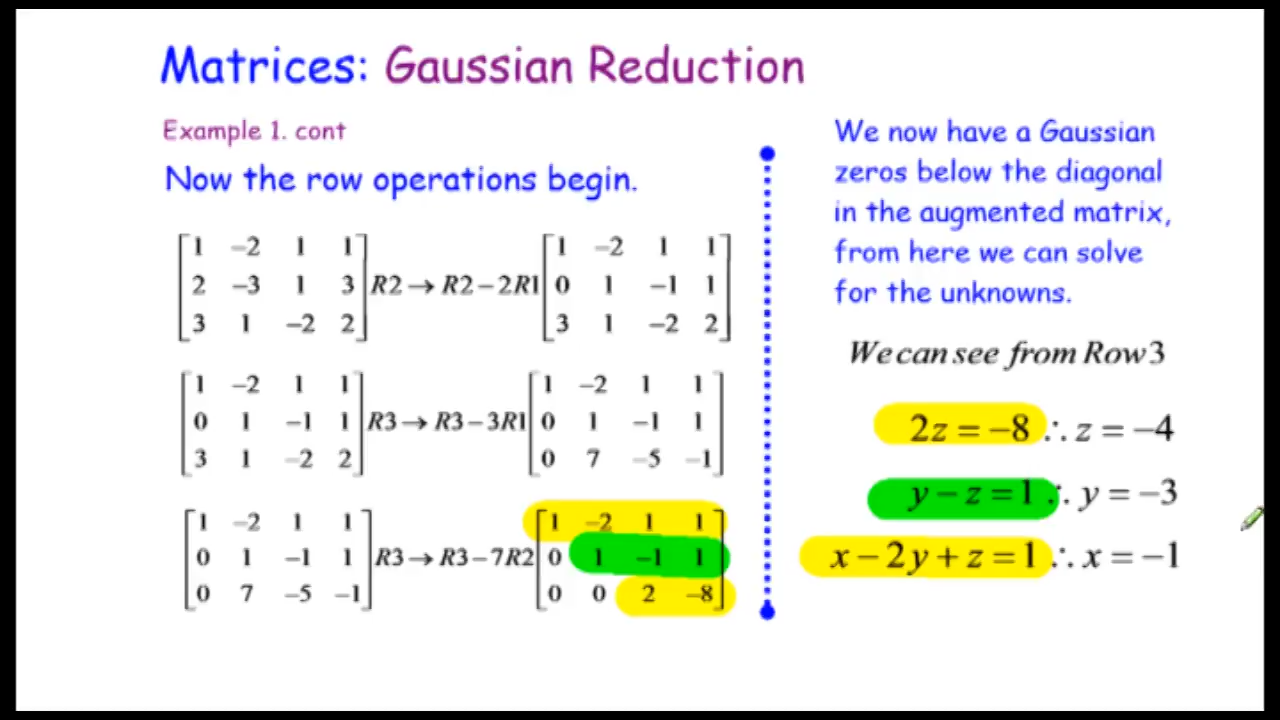 Matrices: Gaussian Reduction
Example 1. cont
Now the row operations begin.
1 -2 1 1 1 -2 1 1
2 -3 1 3 R2 → R2 - 2R1 0 1 -1 1
3 1 -2 2 3 1 -2 2
1 -2 1 1 1 -2 1 1
0 1 -1 1 R3 → R3 - 3R1 0 1 -1 1
3 1 -2 2 0 7 -5 -1
1 -2 1 1 1 -2 1 1
0 1 -1 1 R3 → R3 - 7R2 0 1 -1 1
0 7 -5 -1 0 0 2 -8
We now have a Gaussian
zeros below the diagonal
in the augmented matrix,
from here we can solve
for the unknowns.
We can see from Row 3
2z = -8 ∴ z = -4
y - z = 1 ∴ y = -3
x - 2y + z = 1 ∴ x = -1